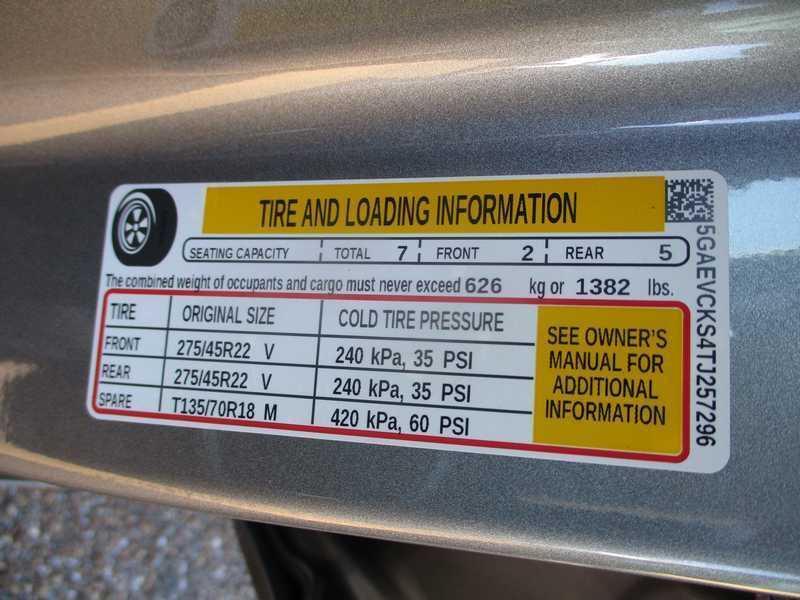 TIRE AND LOADING INFORMATION
SEATING CAPACITY TOTAL 7 FRONT 2 REAR 5
The combined weight of occupants and cargo must never exceed 626 kg or 1382 lbs.
TIRE ORIGINAL SIZE COLD TIRE PRESSURE
FRONT 275/45R22 V 240 kPa, 35 PSI
REAR 275/45R22 V 240 kPa, 35 PSI
SPARE T135/70R18 M 420 kPa, 60 PSI
SEE OWNER'S
MANUAL FOR
ADDITIONAL
INFORMATION
5GAEVCKS4TJ257296